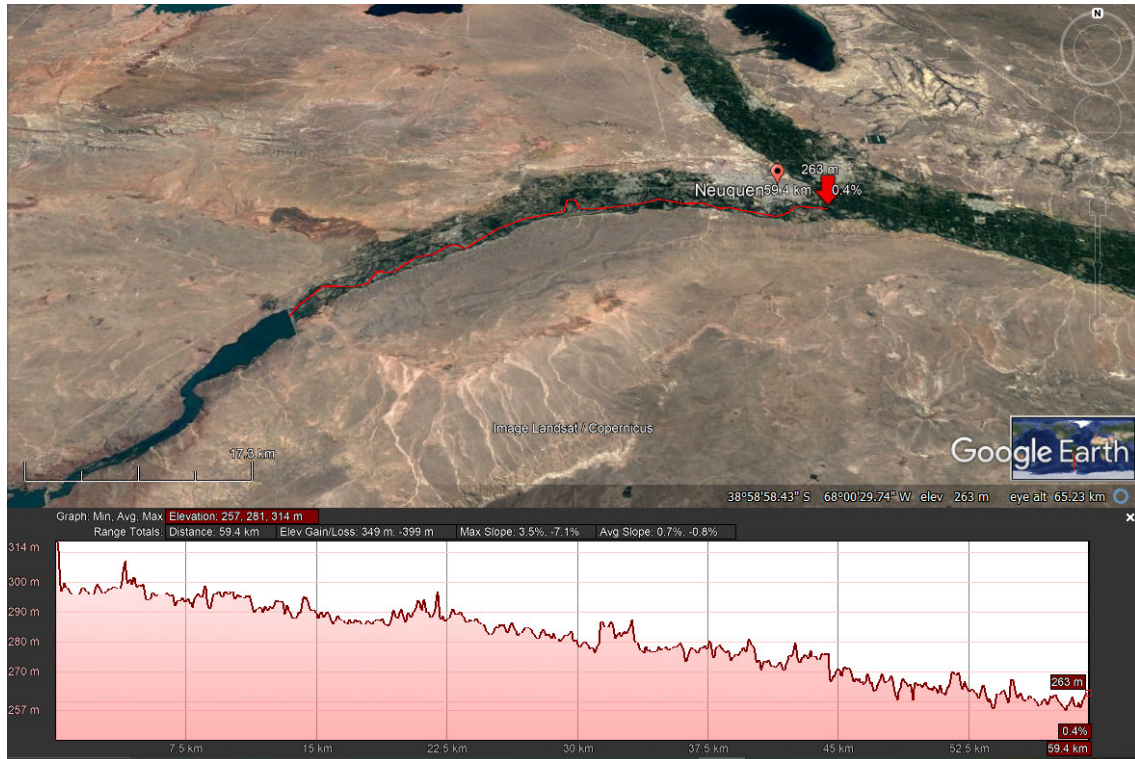 N
263 m
Neuquen 59.4 km 0.4%
Image Landsat / Copernicus
17.3 km
Google Earth
38°58'58.43" S 68°00'29.74" W elev 263 m eye alt 65.23 km
Graph: Min, Avg, Max Elevation: 257, 281, 314 m
Range Totals: Distance: 59.4 km Elev Gain/Loss: 349 m, -399 m Max Slope: 3.5%, -7.1% Avg Slope: 0.7%, -0.8%
314 m
300 m
290 m
280 m
270 m
263 m
257 m
0.4%
7.5 km 15 km 22.5 km 30 km 37.5 km 45 km 52.5 km 59.4 km